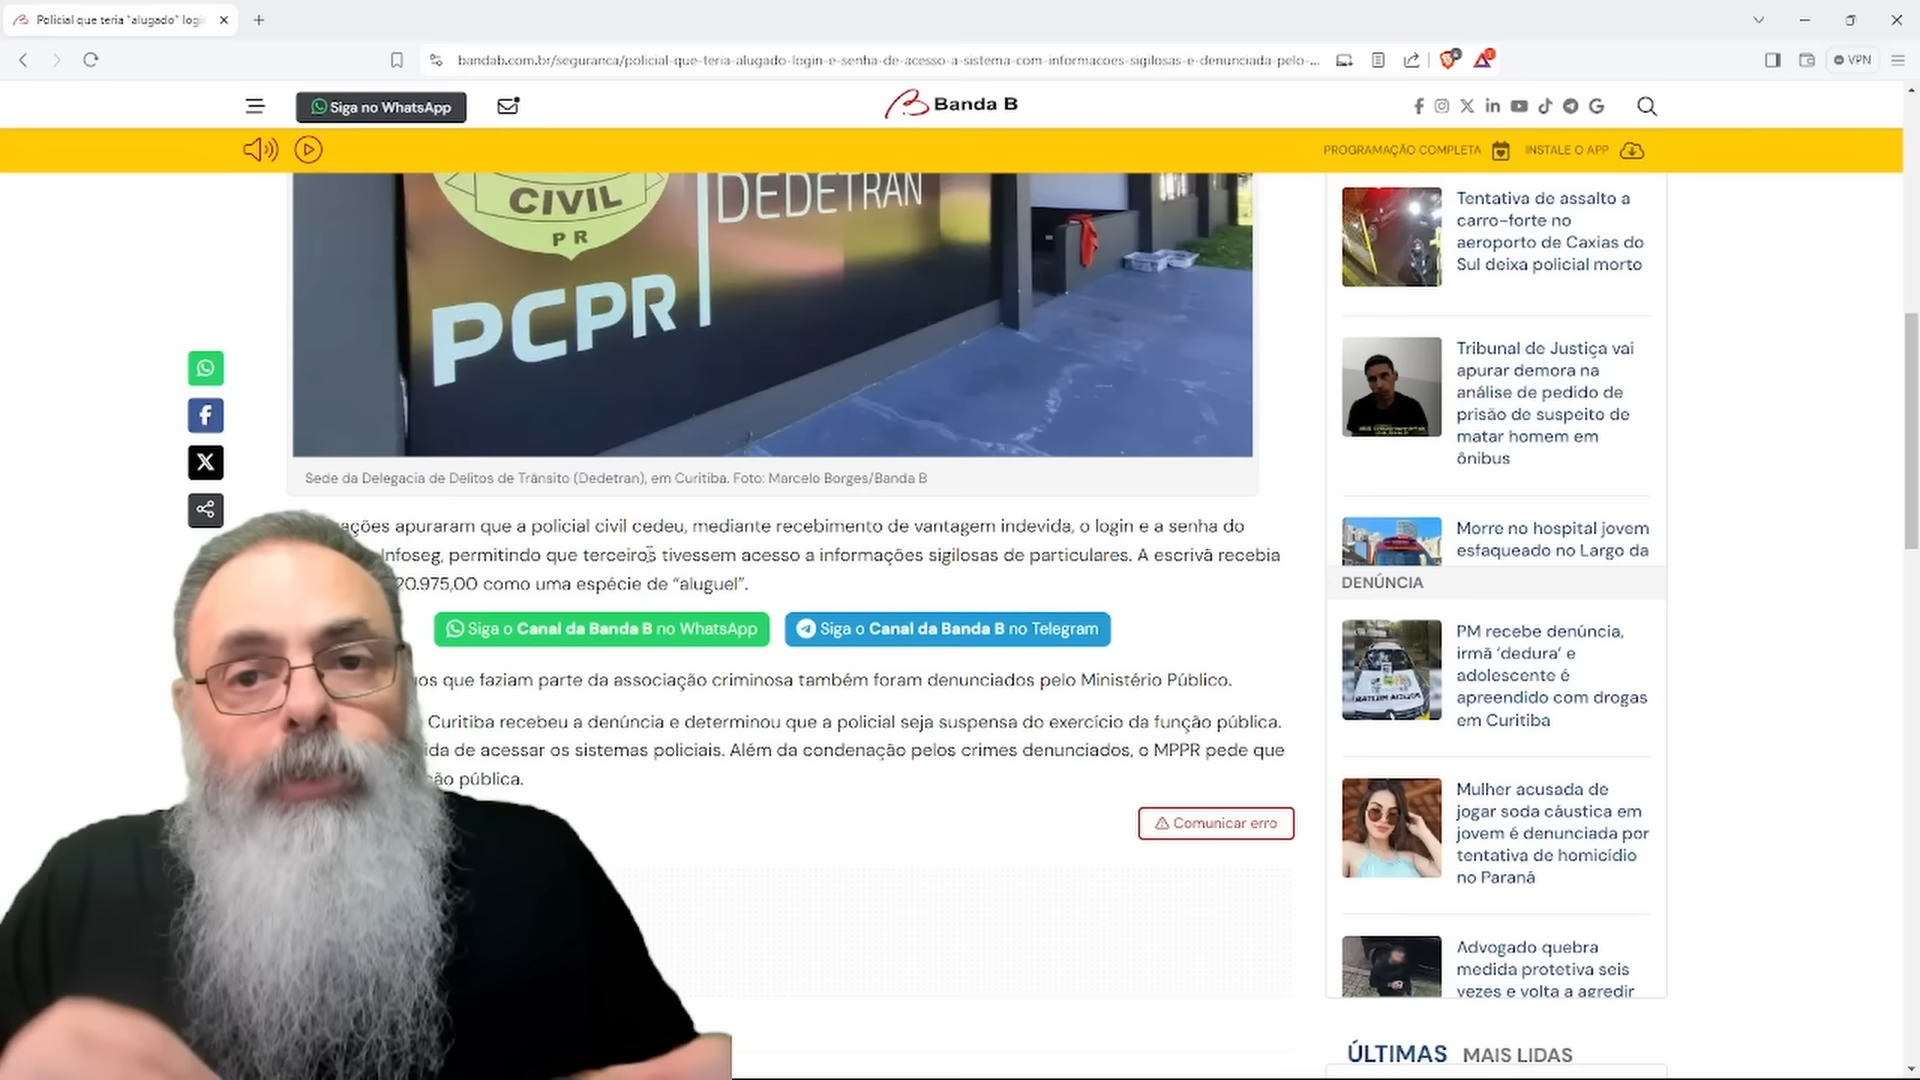 Policial que teria "alugado" logi
bandab.com.br/seguranca/policial-que-teria-alugado-login-e-senha-de-acesso-a-sistema-com-informacoes-sigilosas-e-denunciada-pelo-...
VPN
Siga no WhatsApp
Banda B
PROGRAMAÇÃO COMPLETA
INSTALE O APP
CIVIL
PR
PCPR
DEDETRAN
Sede da Delegacia de Delitos de Trânsito (Dedetran), em Curitiba. Foto: Marcelo Borges/Banda B
ações apuraram que a policial civil cedeu, mediante recebimento de vantagem indevida, o login e a senha do
Infoseg, permitindo que terceiros tivessem acesso a informações sigilosas de particulares. A escrivã recebia
20.975,00 como uma espécie de “aluguel”.
Siga o Canal da Banda B no WhatsApp
Siga o Canal da Banda B no Telegram
os que faziam parte da associação criminosa também foram denunciados pelo Ministério Público.
Curitiba recebeu a denúncia e determinou que a policial seja suspensa do exercício da função pública.
ida de acessar os sistemas policiais. Além da condenação pelos crimes denunciados, o MPPR pede que
ão pública.
Comunicar erro
Tentativa de assalto a
carro-forte no
aeroporto de Caxias do
Sul deixa policial morto
Tribunal de Justiça vai
apurar demora na
análise de pedido de
prisão de suspeito de
matar homem em
ônibus
Morre no hospital jovem
esfaqueado no Largo da
DENÚNCIA
PM recebe denúncia,
irmã ‘dedura’ e
adolescente é
apreendido com drogas
em Curitiba
Mulher acusada de
jogar soda cáustica em
jovem é denunciada por
tentativa de homicídio
no Paraná
Advogado quebra
medida protetiva seis
vezes e volta a agredir
ÚLTIMAS
MAIS LIDAS